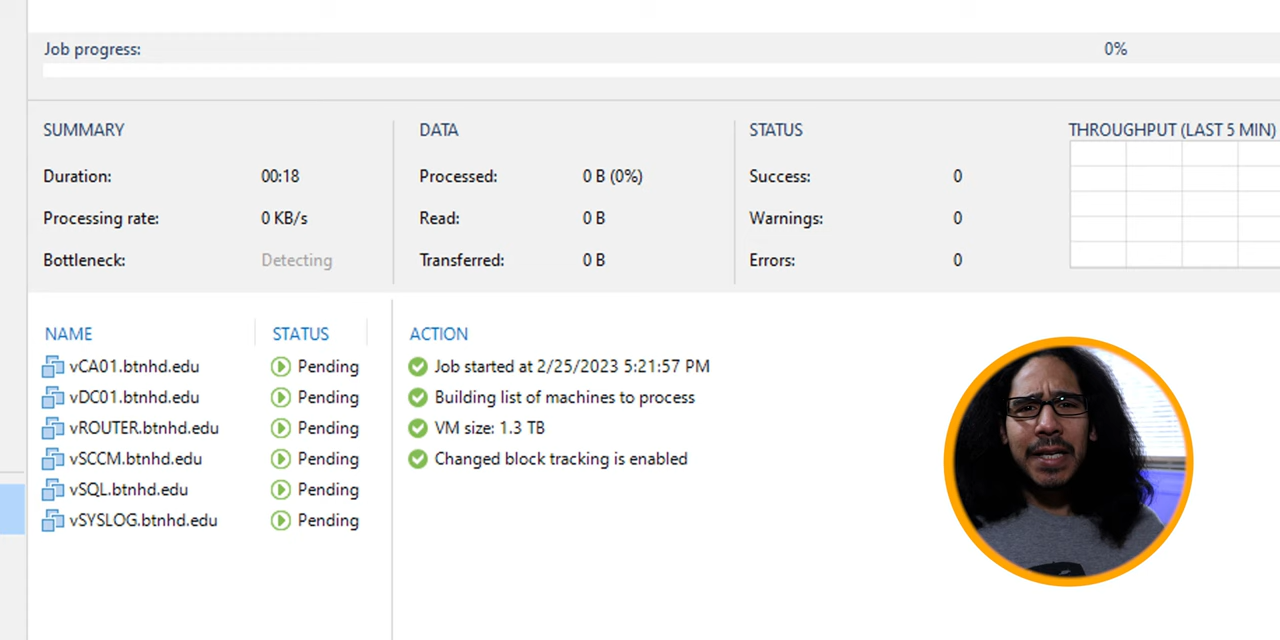 Job progress: 0%
SUMMARY DATA STATUS THROUGHPUT (LAST 5 MIN)
Duration: 00:18 Processed: 0 B (0%) Success: 0
Processing rate: 0 KB/s Read: 0 B Warnings: 0
Bottleneck: Detecting Transferred: 0 B Errors: 0
NAME STATUS ACTION
vCA01.btnhd.edu Pending Job started at 2/25/2023 5:21:57 PM
vDC01.btnhd.edu Pending Building list of machines to process
vROUTER.btnhd.edu Pending VM size: 1.3 TB
vSCCM.btnhd.edu Pending Changed block tracking is enabled
vSQL.btnhd.edu Pending
vSYSLOG.btnhd.edu Pending